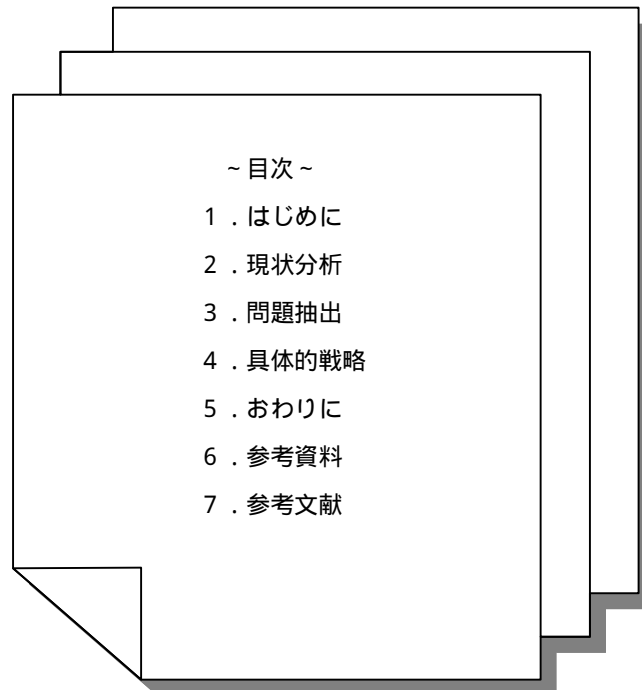 ~目次~
1 .はじめに
2 .現状分析
3 .問題抽出
4 .具体的戦略
5 .おわりに
6 .参考資料
7 .参考文献